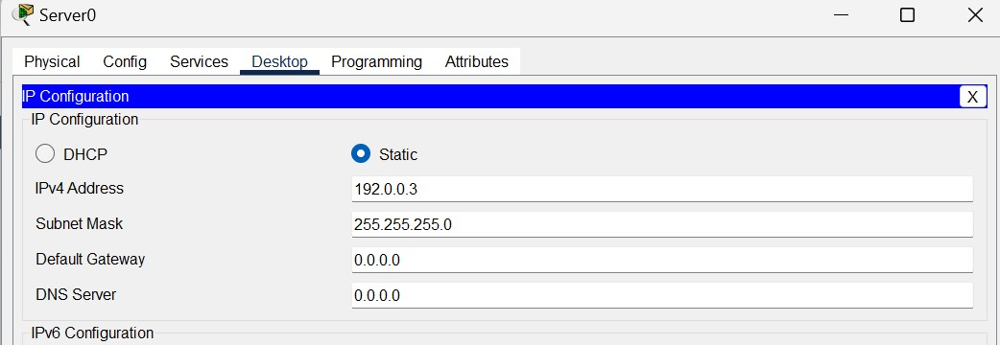 Server0
Physical Config Services Desktop Programming Attributes
IP Configuration X
IP Configuration
DHCP Static
IPv4 Address 192.0.0.3
Subnet Mask 255.255.255.0
Default Gateway 0.0.0.0
DNS Server 0.0.0.0
IPv6 Configuration